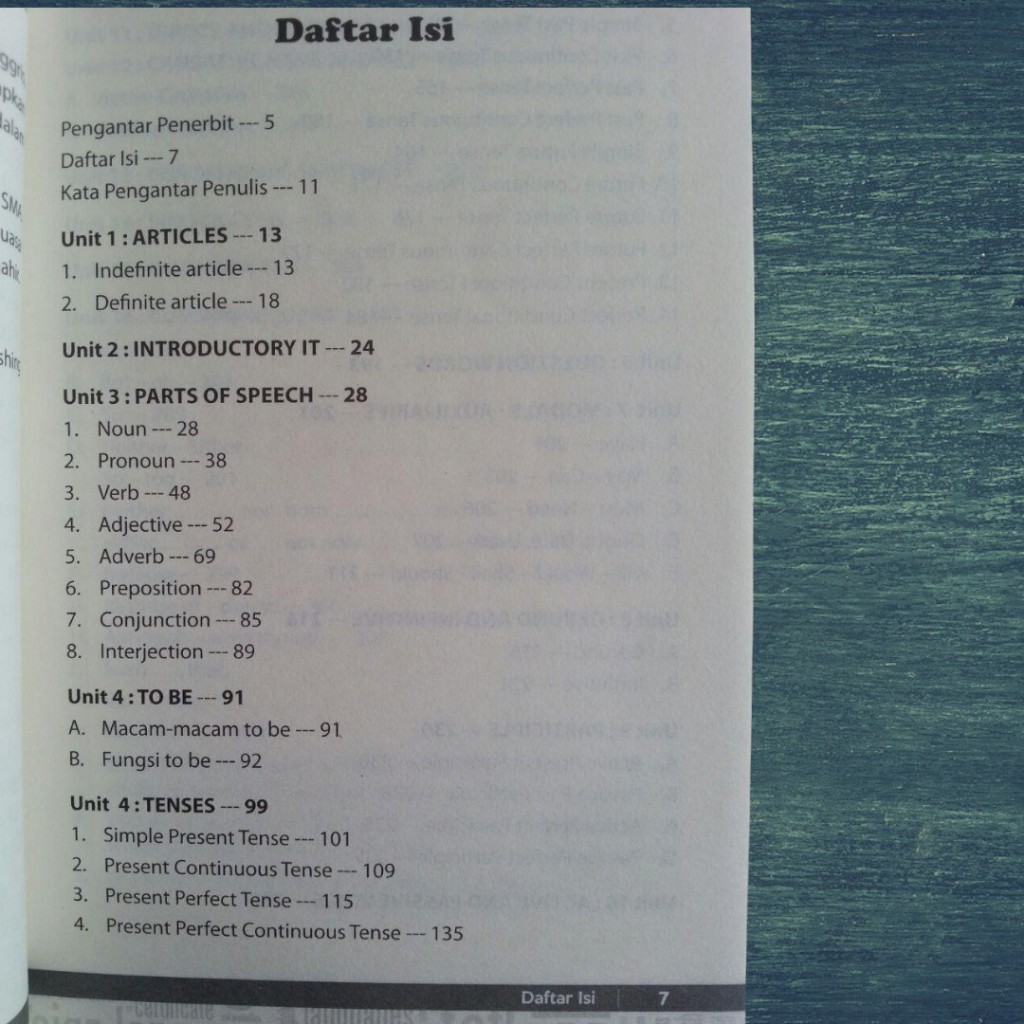 Daftar Isi
Pengantar Penerbit --- 5
Daftar Isi --- 7
Kata Pengantar Penulis --- 11
Unit 1 : ARTICLES --- 13
1. Indefinite article --- 13
2. Definite article --- 18
Unit 2 : INTRODUCTORY IT --- 24
Unit 3 : PARTS OF SPEECH --- 28
1. Noun --- 28
2. Pronoun --- 38
3. Verb --- 48
4. Adjective --- 52
5. Adverb --- 69
6. Preposition --- 82
7. Conjunction --- 85
8. Interjection --- 89
Unit 4 : TO BE --- 91
A. Macam-macam to be --- 91
B. Fungsi to be --- 92
Unit 4 : TENSES --- 99
1. Simple Present Tense --- 101
2. Present Continuous Tense --- 109
3. Present Perfect Tense --- 115
4. Present Perfect Continuous Tense --- 135
Daftar Isi | 7